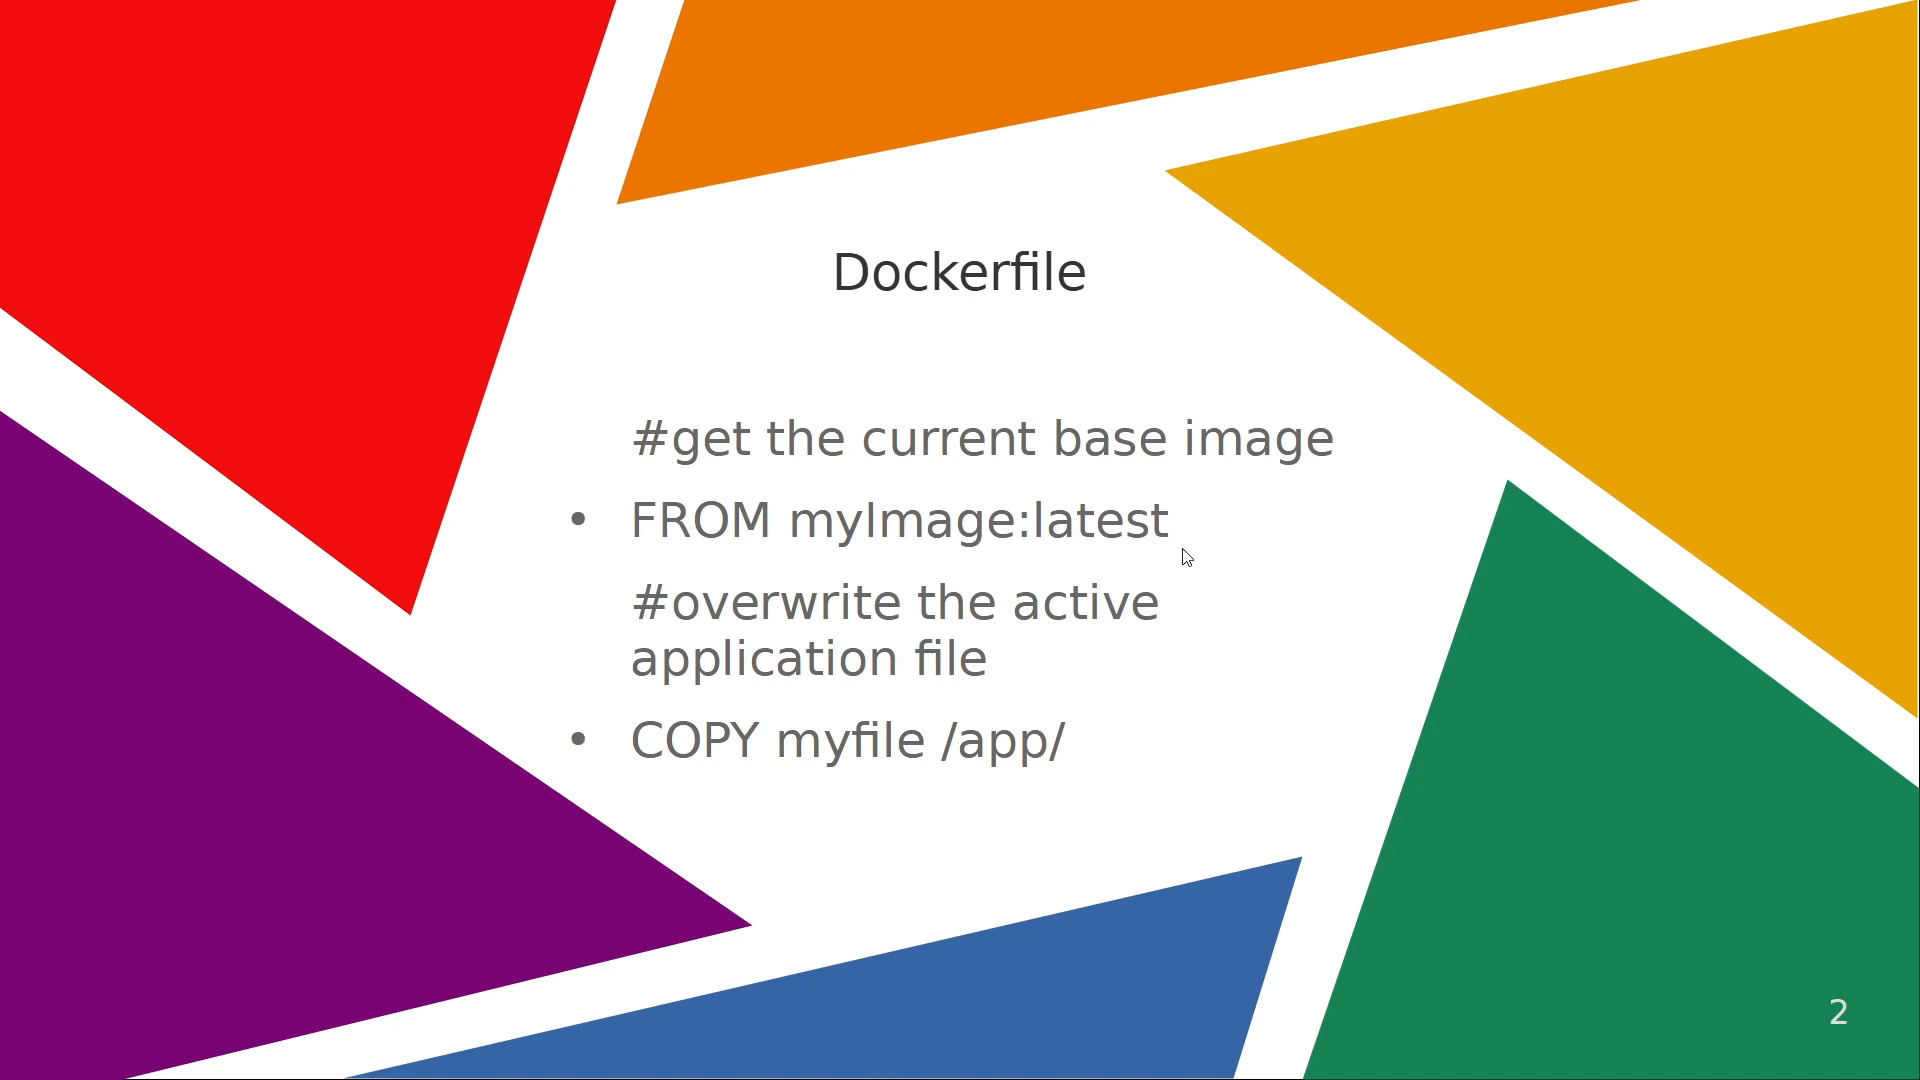 Dockerfile
#get the current base image
• FROM myImage:latest
#overwrite the active
application file
• COPY myfile /app/
2